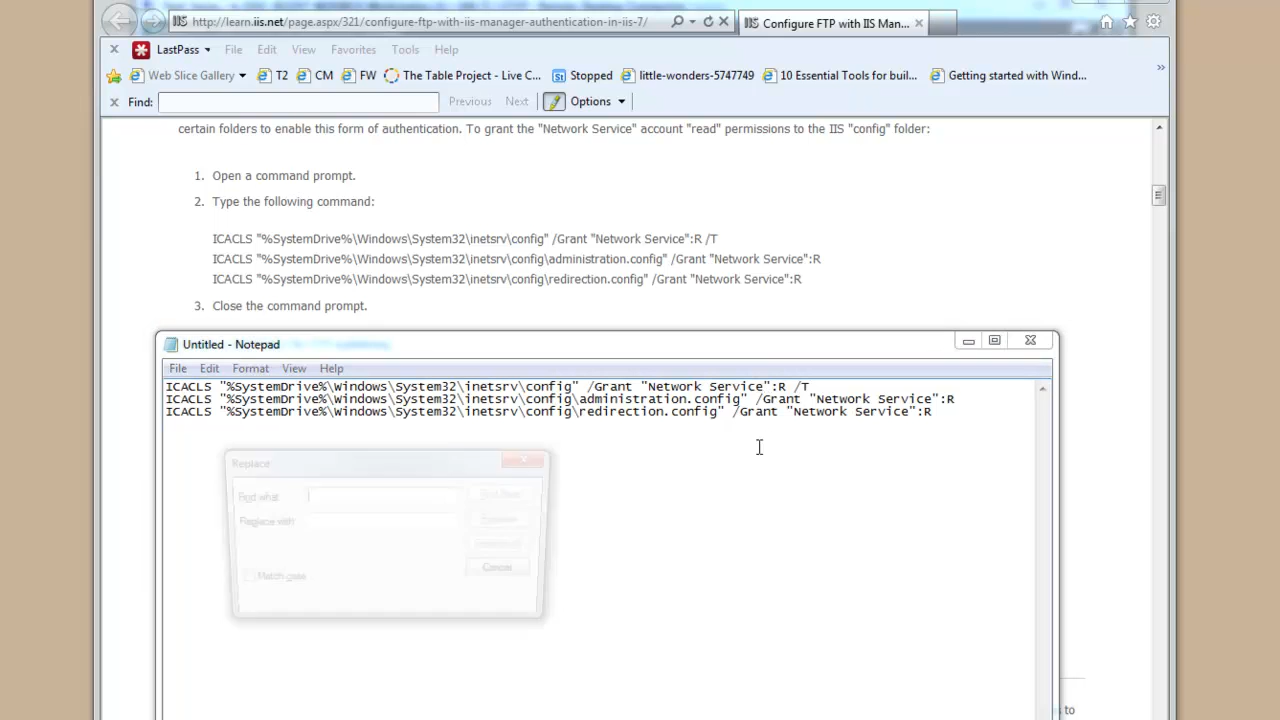 http://learn.iis.net/page.aspx/321/configure-ftp-with-iis-manager-authentication-in-iis-7/
Configure FTP with IIS Man...
LastPass File Edit View Favorites Tools Help
Web Slice Gallery T2 CM FW The Table Project - Live C... Stopped little-wonders-5747749 10 Essential Tools for buil... Getting started with Wind...
Find: Previous Next Options
certain folders to enable this form of authentication. To grant the "Network Service" account "read" permissions to the IIS "config" folder:
1. Open a command prompt.
2. Type the following command:
ICACLS "%SystemDrive%\Windows\System32\inetsrv\config" /Grant "Network Service":R /T
ICACLS "%SystemDrive%\Windows\System32\inetsrv\config\administration.config" /Grant "Network Service":R
ICACLS "%SystemDrive%\Windows\System32\inetsrv\config\redirection.config" /Grant "Network Service":R
3. Close the command prompt.
Untitled - Notepad
File Edit Format View Help
ICACLS "%SystemDrive%\Windows\System32\inetsrv\config" /Grant "Network Service":R /T
ICACLS "%SystemDrive%\Windows\System32\inetsrv\config\administration.config" /Grant "Network Service":R
ICACLS "%SystemDrive%\Windows\System32\inetsrv\config\redirection.config" /Grant "Network Service":R
Replace
Find what
Replace with
Match case
Cancel
to